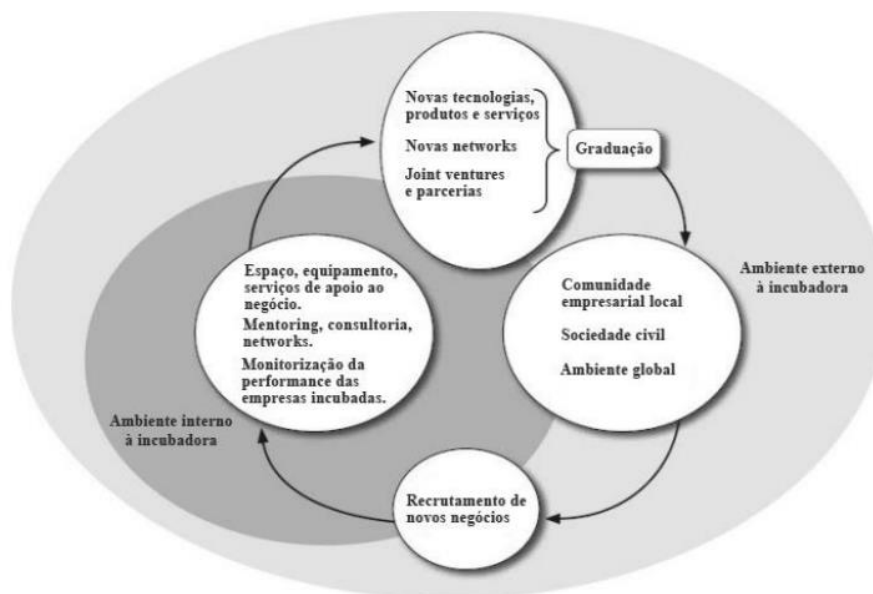 Novas tecnologias,
produtos e serviços
Novas networks
Joint ventures
e parcerias
Graduação
Espaço, equipamento,
serviços de apoio ao
negócio.
Mentoring, consultoria,
networks.
Monitorização da
performance das
empresas incubadas.
Comunidade
empresarial local
Sociedade civil
Ambiente global
Ambiente externo
à incubadora
Ambiente interno
à incubadora
Recrutamento de
novos negócios